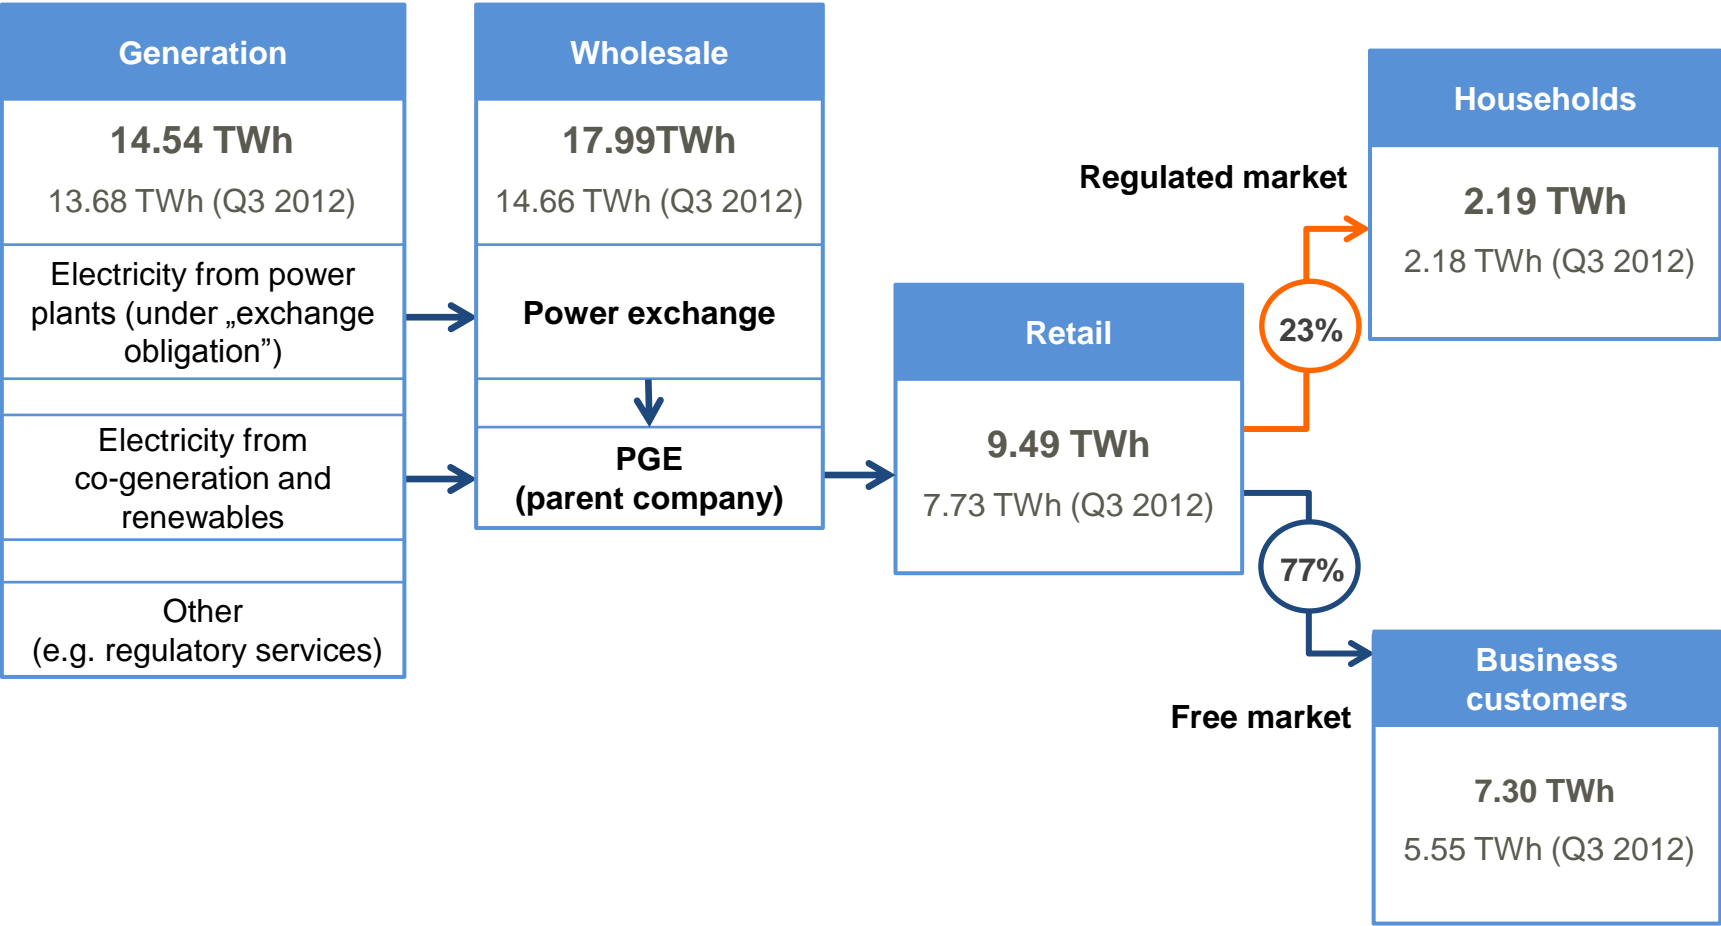 Generation
14.54 TWh
13.68 TWh (Q3 2012)
Electricity from power
plants (under „exchange
obligation”)
Electricity from
co-generation and
renewables
Other
(e.g. regulatory services)
Wholesale
17.99TWh
14.66 TWh (Q3 2012)
Power exchange
PGE
(parent company)
Retail
9.49 TWh
7.73 TWh (Q3 2012)
Regulated market
23%
Households
2.19 TWh
2.18 TWh (Q3 2012)
77%
Free market
Business
customers
7.30 TWh
5.55 TWh (Q3 2012)